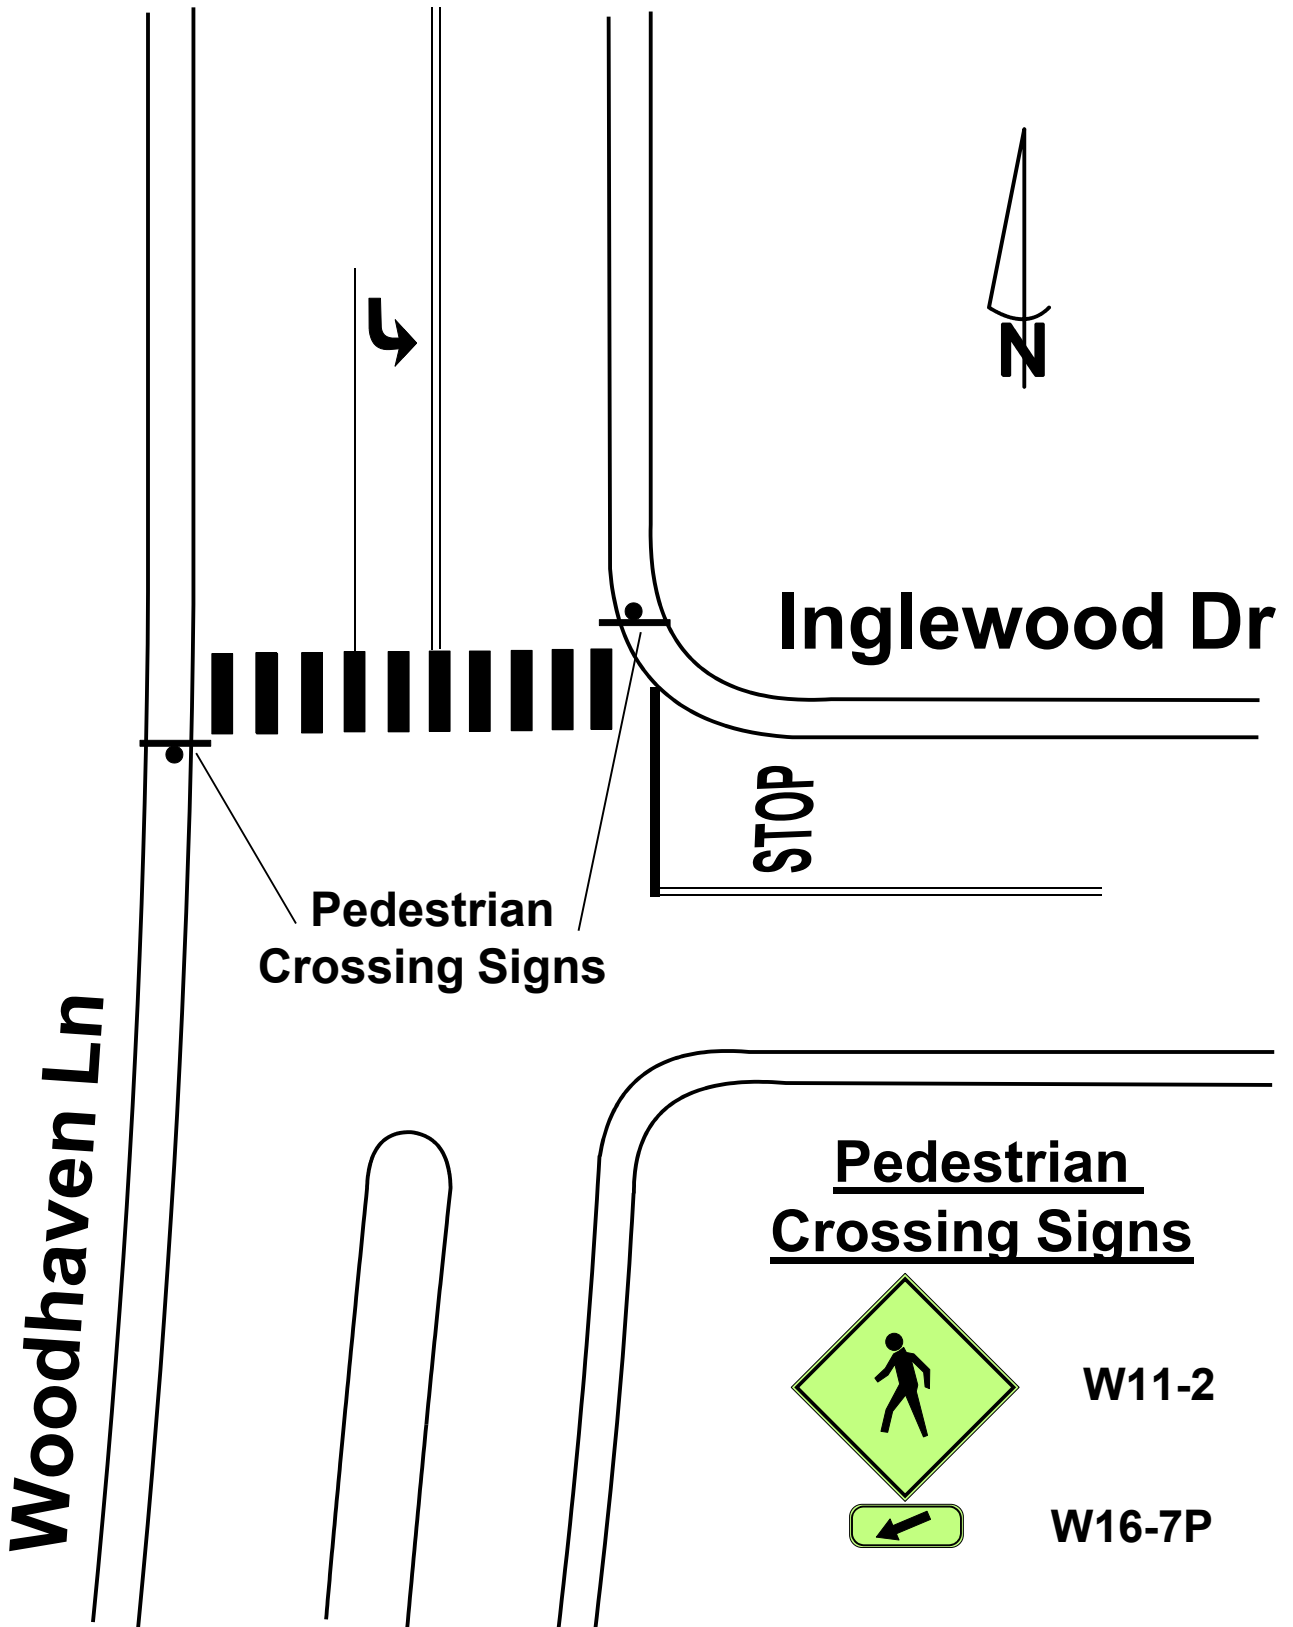 N
Inglewood Dr
STOP
Pedestrian
Crossing Signs
Woodhaven Ln
Pedestrian
Crossing Signs
W11-2
W16-7P